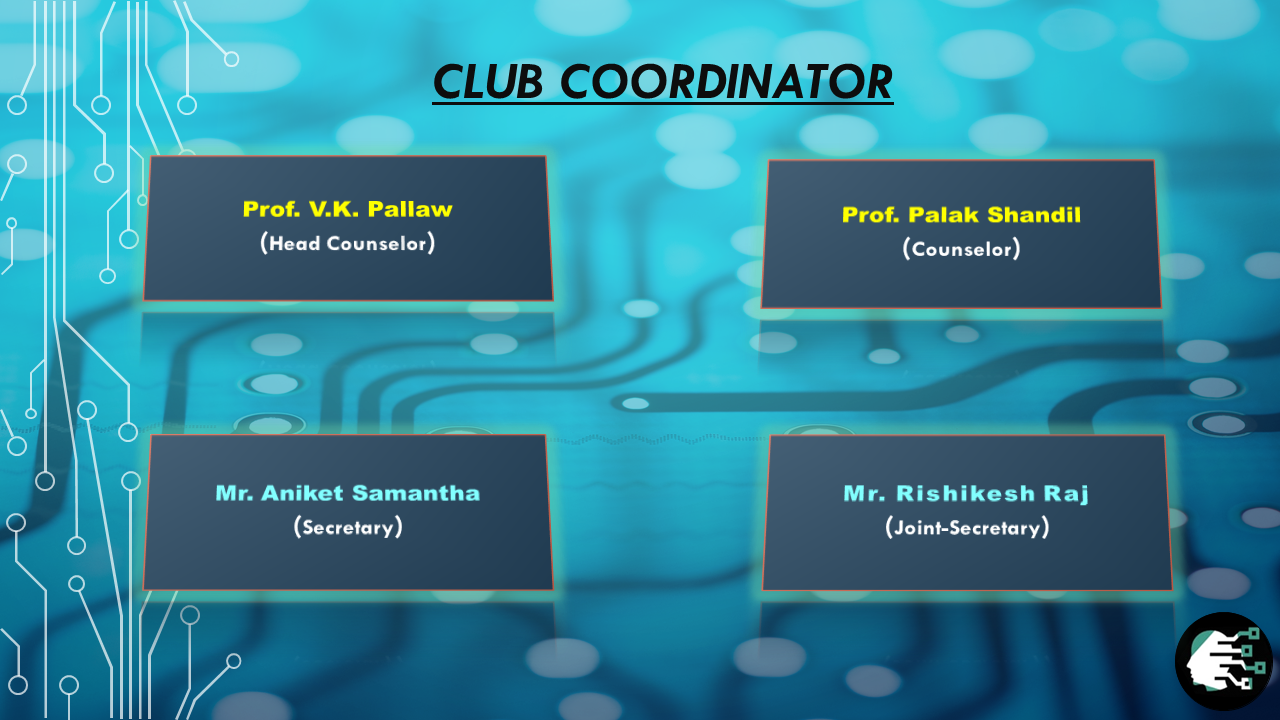 CLUB COORDINATOR
Prof. V.K. Pallaw
(Head Counselor)
Prof. Palak Shandil
(Counselor)
Mr. Aniket Samantha
(Secretary)
Mr. Rishikesh Raj
(Joint-Secretary)